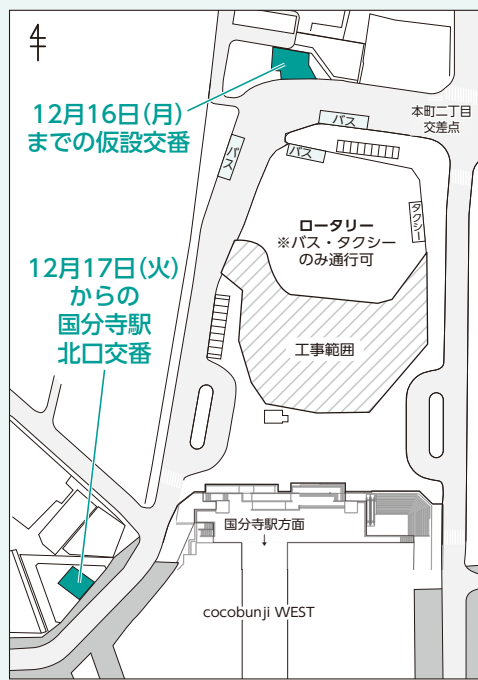 12月16日(月)
までの仮設交番
本町二丁目
交差点
バス
バス
バス
タクシー
ロータリー
※バス・タクシー
のみ通行可
12月17日(火)
からの
国分寺駅
北口交番
工事範囲
国分寺駅方面
cocobunji WEST